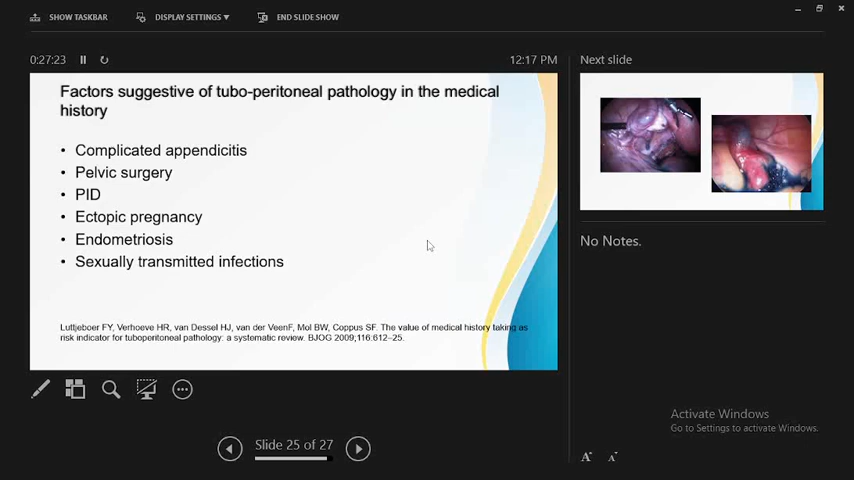 SHOW TASKBAR
DISPLAY SETTINGS ▼
END SLIDE SHOW
0:27:23
12:17 PM
Factors suggestive of tubo-peritoneal pathology in the medical
history
• Complicated appendicitis
• Pelvic surgery
• PID
• Ectopic pregnancy
• Endometriosis
• Sexually transmitted infections
Luttjeboer FY, Verhoeve HR, van Dessel HJ, van der VeenF, Mol BW, Coppus SF. The value of medical history taking as
risk indicator for tuboperitoneal pathology: a systematic review. BJOG 2009;116:612–25.
Slide 25 of 27
Next slide
No Notes.
Activate Windows
Go to Settings to activate Windows.
A A